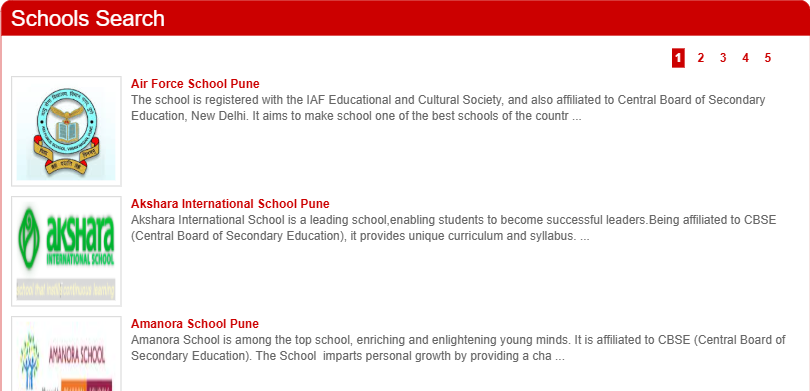 Schools Search
1 2 3 4 5
Air Force School Pune
The school is registered with the IAF Educational and Cultural Society, and also affiliated to Central Board of Secondary
Education, New Delhi. It aims to make school one of the best schools of the countr ...
Akshara International School Pune
Akshara International School is a leading school,enabling students to become successful leaders.Being affiliated to CBSE
(Central Board of Secondary Education), it provides unique curriculum and syllabus. ...
akshara
INTERNATIONAL SCHOOL
school that instils continuous learning
Amanora School Pune
Amanora School is among the top school, enriching and enlightening young minds. It is affiliated to CBSE (Central Board of
Secondary Education). The School  imparts personal growth by providing a cha ...
AMANORA SCHOOL